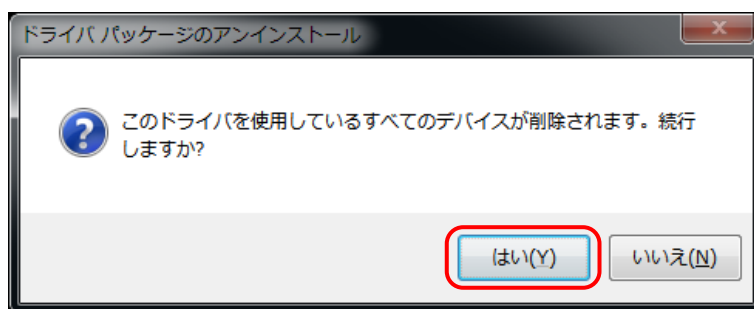 ドライバ パッケージのアンインストール
このドライバを使用しているすべてのデバイスが削除されます。続行
しますか?
はい(Y) いいえ(N)